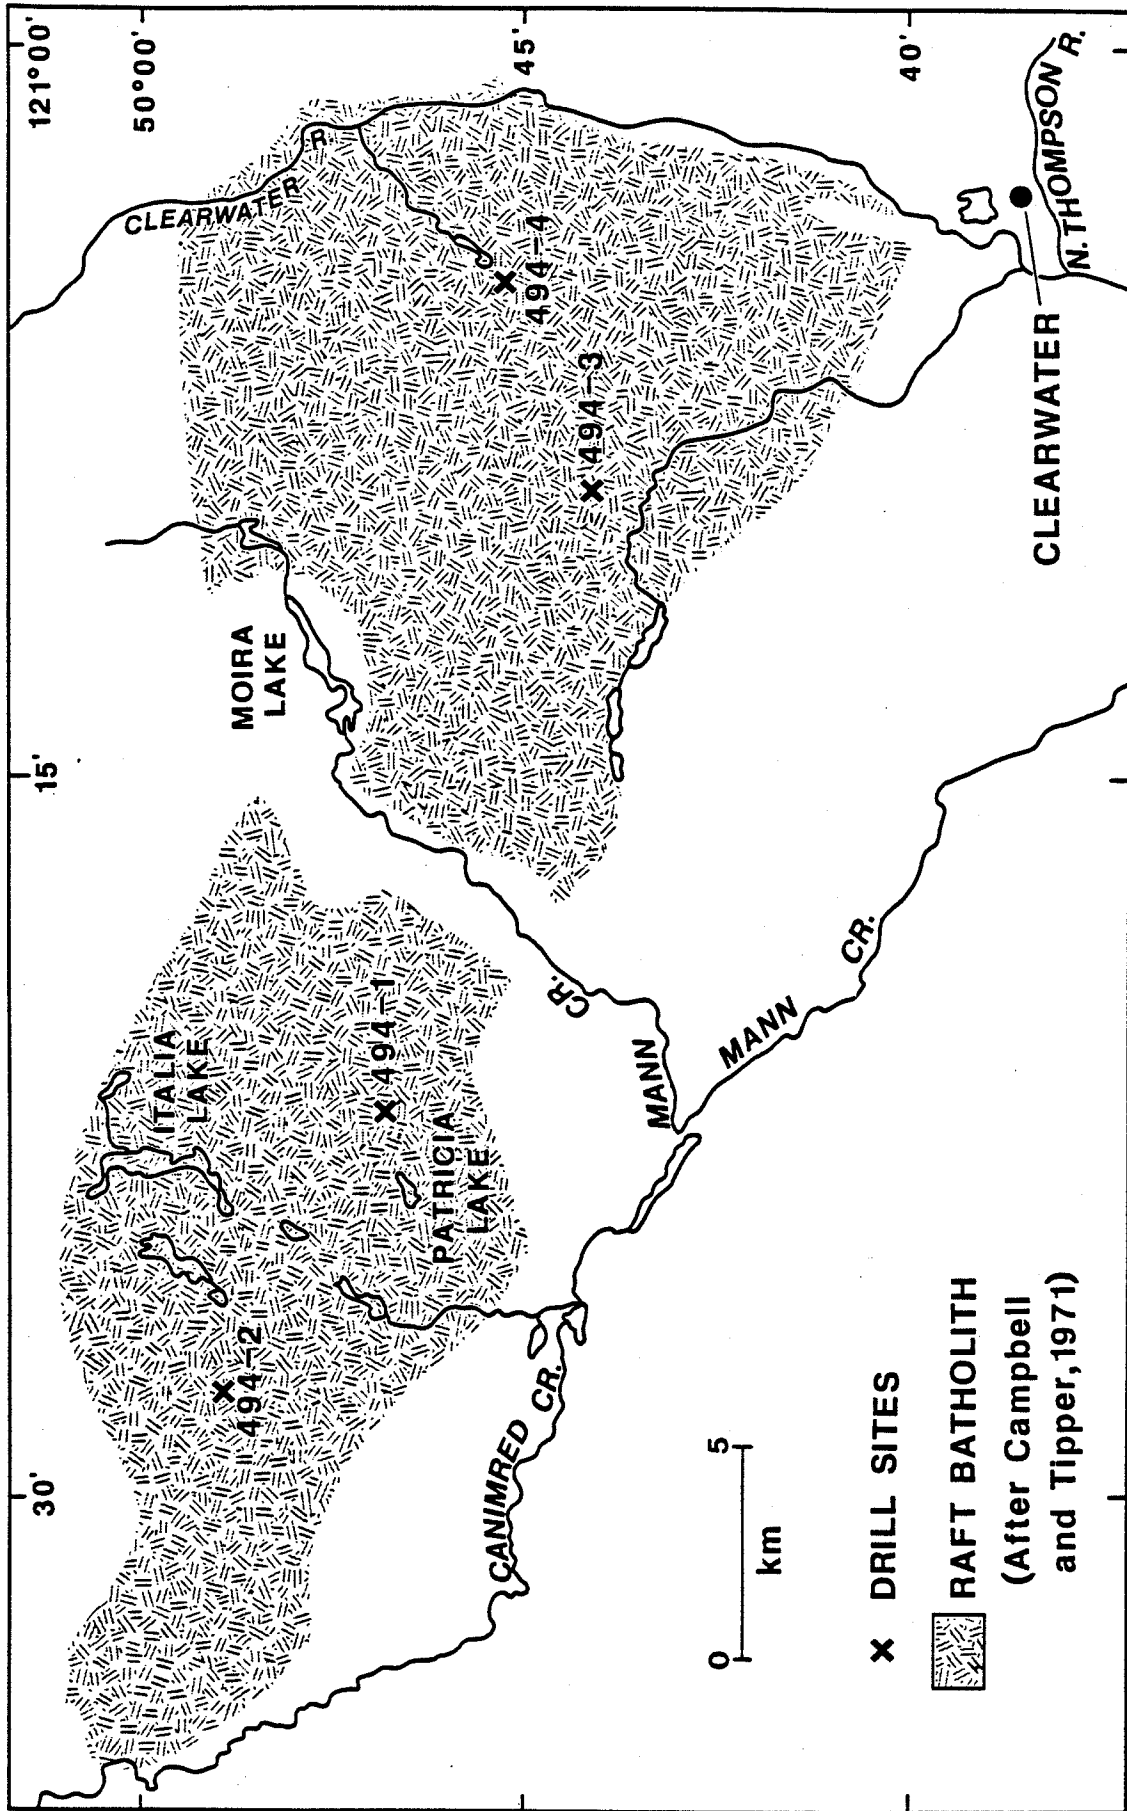 121°00'
50°00'
45'
40'
15'
30'
CLEARWATER R.
N. THOMPSON R.
CLEARWATER
494-4
494-3
MOIRA
LAKE
ITALIA
LAKE
494-1
PATRICIA
LAKE
494-2
MANN CR.
MANN CR.
CANIMRED CR.
0 5
km
× DRILL SITES
RAFT BATHOLITH
(After Campbell
and Tipper,1971)